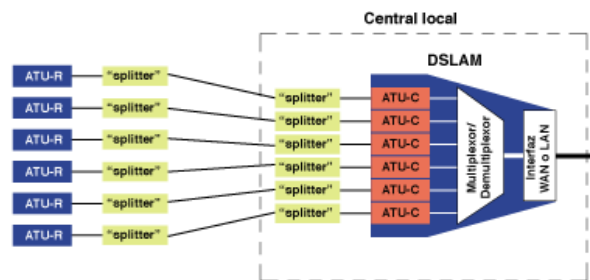 Central local
DSLAM
ATU-R "splitter"
ATU-R "splitter"
ATU-R "splitter"
ATU-R "splitter"
ATU-R "splitter"
ATU-R "splitter"
"splitter" ATU-C
"splitter" ATU-C
"splitter" ATU-C
"splitter" ATU-C
"splitter" ATU-C
"splitter" ATU-C
Multiplexor/
Demultiplexor
Interfaz
WAN o LAN